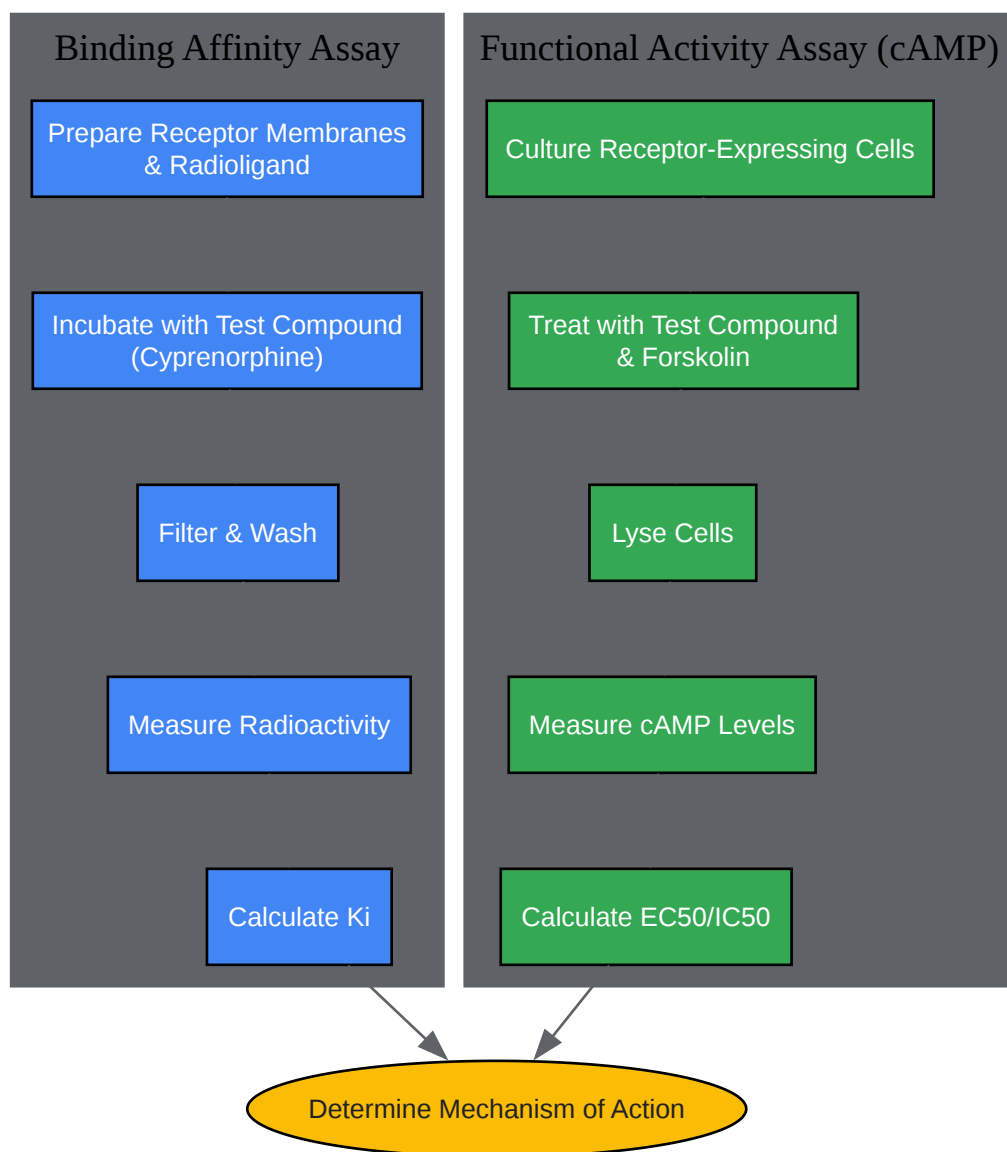 Binding Affinity Assay
Prepare Receptor Membranes
& Radioligand
Incubate with Test Compound
(Cyprenorphine)
Filter & Wash
Measure Radioactivity
Calculate Ki
Functional Activity Assay (cAMP)
Culture Receptor-Expressing Cells
Treat with Test Compound
& Forskolin
Lyse Cells
Measure cAMP Levels
Calculate EC50/IC50
Determine Mechanism of Action